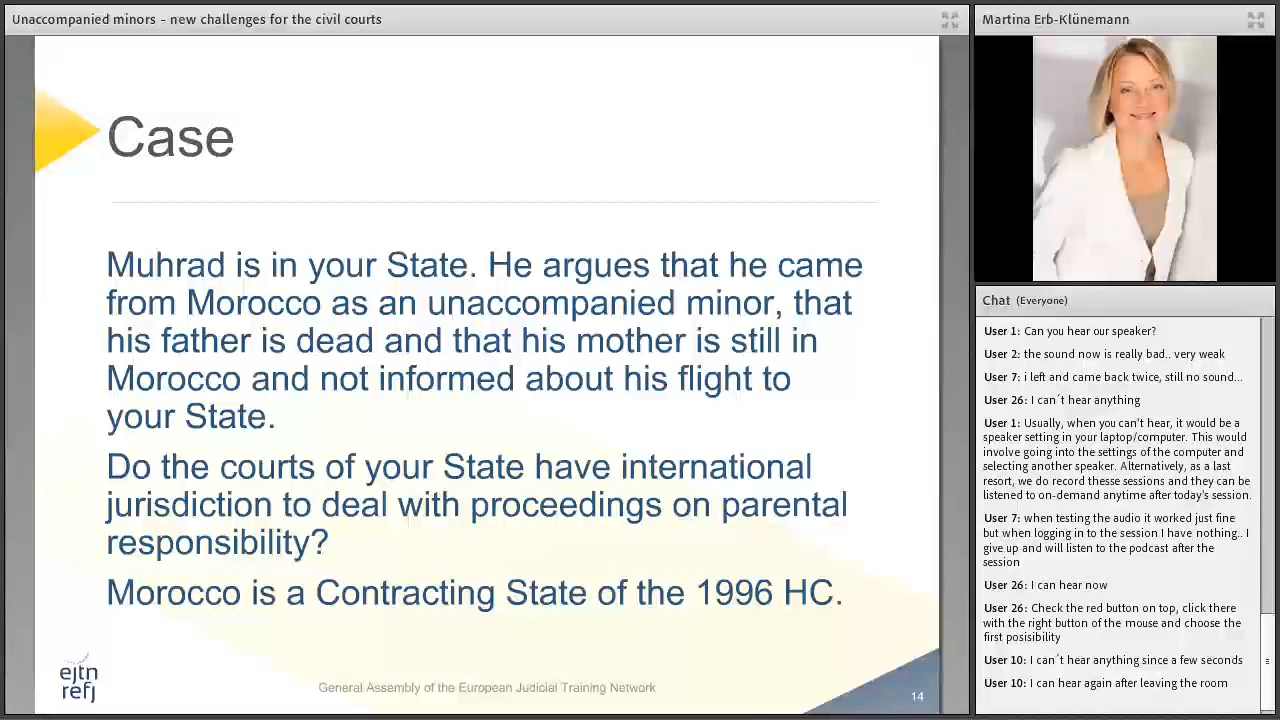 Unaccompanied minors - new challenges for the civil courts
Case
Muhrad is in your State. He argues that he came
from Morocco as an unaccompanied minor, that
his father is dead and that his mother is still in
Morocco and not informed about his flight to
your State.
Do the courts of your State have international
jurisdiction to deal with proceedings on parental
responsibility?
Morocco is a Contracting State of the 1996 HC.
ejtn
refj
General Assembly of the European Judicial Training Network
14
Martina Erb-Klünemann
Chat (Everyone)
User 1: Can you hear our speaker?
User 2: the sound now is really bad.. very weak
User 7: i left and came back twice, still no sound...
User 26: I can´t hear anything
User 1: Usually, when you can't hear, it would be a
speaker setting in your laptop/computer. This would
involve going into the settings of the computer and
selecting another speaker. Alternatively, as a last
resort, we do record thesse sessions and they can be
listened to on-demand anytime after today's session.
User 7: when testing the audio it worked just fine
but when logging in to the session I have nothing.. I
give up and will listen to the podcast after the
session
User 26: I can hear now
User 26: Check the red button on top, click there
with the right button of the mouse and choose the
first posisibility
User 10: I can´t hear anything since a few seconds
User 10: I can hear again after leaving the room